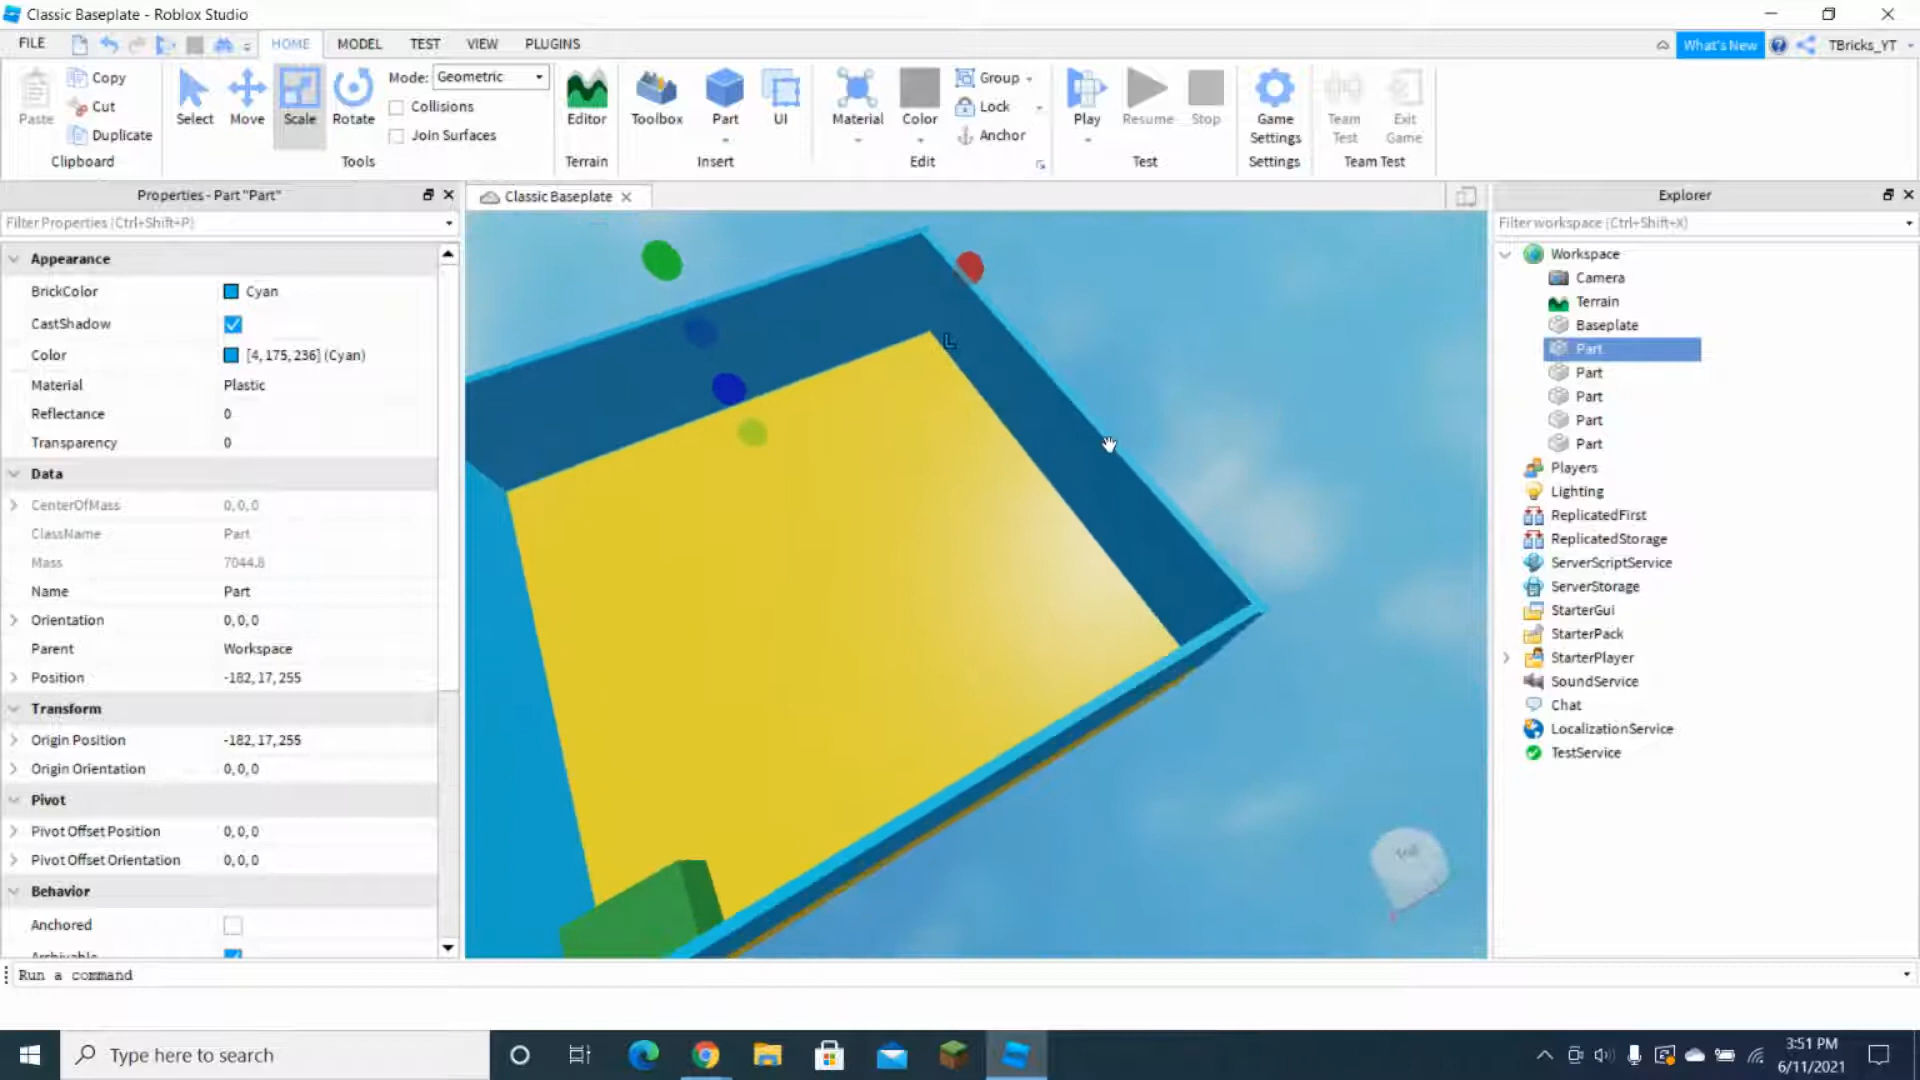 Classic Baseplate - Roblox Studio
FILE HOME MODEL TEST VIEW PLUGINS What's New TBricks_YT
Paste Copy Cut Duplicate Clipboard
Select Move Scale Rotate
Mode: Geometric
Collisions
Join Surfaces
Tools
Editor
Terrain
Toolbox Part UI
Insert
Material Color
Group
Lock
Anchor
Edit
Play Resume Stop
Test
Game Settings
Settings
Team Test
Exit Game
Team Test
Properties - Part "Part"
Filter Properties (Ctrl+Shift+P)
Appearance
BrickColor Cyan
CastShadow
Color [4, 175, 236] (Cyan)
Material Plastic
Reflectance 0
Transparency 0
Data
CenterOfMass 0, 0, 0
ClassName Part
Mass 7044.8
Name Part
Orientation 0, 0, 0
Parent Workspace
Position -182, 17, 255
Transform
Origin Position -182, 17, 255
Origin Orientation 0, 0, 0
Pivot
Pivot Offset Position 0, 0, 0
Pivot Offset Orientation 0, 0, 0
Behavior
Anchored
Archivable
Classic Baseplate
L
Explorer
Filter workspace (Ctrl+Shift+X)
Workspace
Camera
Terrain
Baseplate
Part
Part
Part
Part
Part
Players
Lighting
ReplicatedFirst
ReplicatedStorage
ServerScriptService
ServerStorage
StarterGui
StarterPack
StarterPlayer
SoundService
Chat
LocalizationService
TestService
Run a command
Type here to search
3:51 PM
6/11/2021